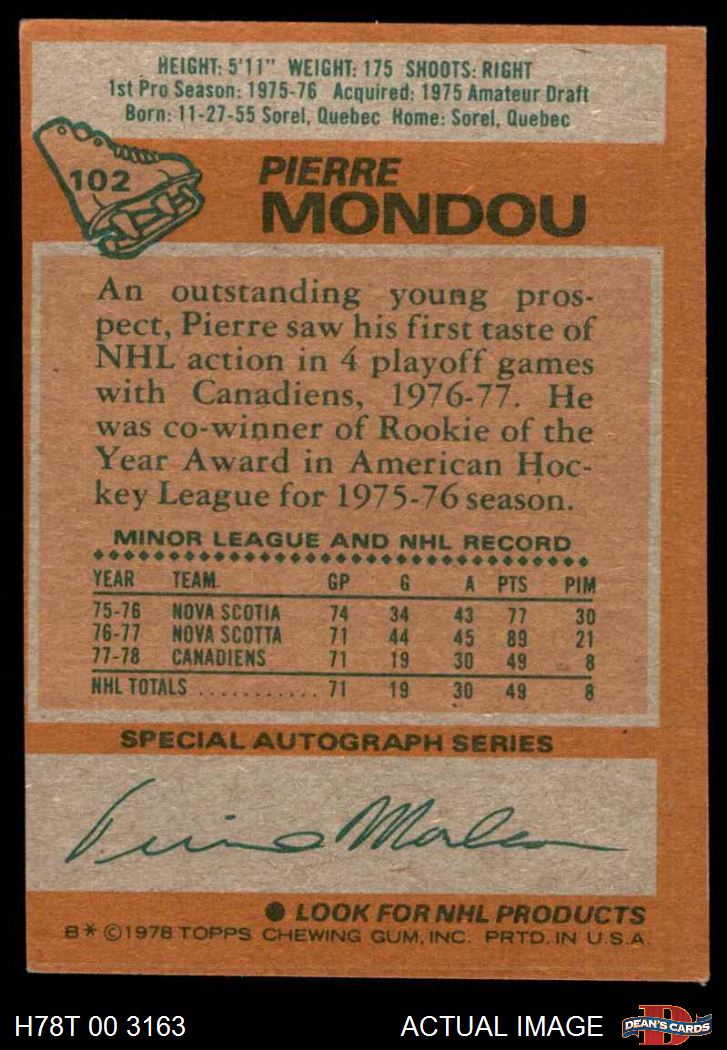 HEIGHT: 5'11" WEIGHT: 175 SHOOTS: RIGHT
1st Pro Season: 1975-76 Acquired: 1975 Amateur Draft
Born: 11-27-55 Sorel, Quebec Home: Sorel, Quebec
102
PIERRE
MONDOU
An outstanding young pros-
pect, Pierre saw his first taste of
NHL action in 4 playoff games
with Canadiens, 1976-77. He
was co-winner of Rookie of the
Year Award in American Hoc-
key League for 1975-76 season.
MINOR LEAGUE AND NHL RECORD
YEAR TEAM GP G A PTS PIM
75-76 NOVA SCOTIA 74 34 43 77 30
76-77 NOVA SCOTTA 71 44 45 89 21
77-78 CANADIENS 71 19 30 49 8
NHL TOTALS ........... 71 19 30 49 8
SPECIAL AUTOGRAPH SERIES
Pierre Mondou
● LOOK FOR NHL PRODUCTS
B* ©1978 TOPPS CHEWING GUM, INC. PRTD. IN U.S.A.
H78T 00 3163 ACTUAL IMAGE DEAN'S CARDS